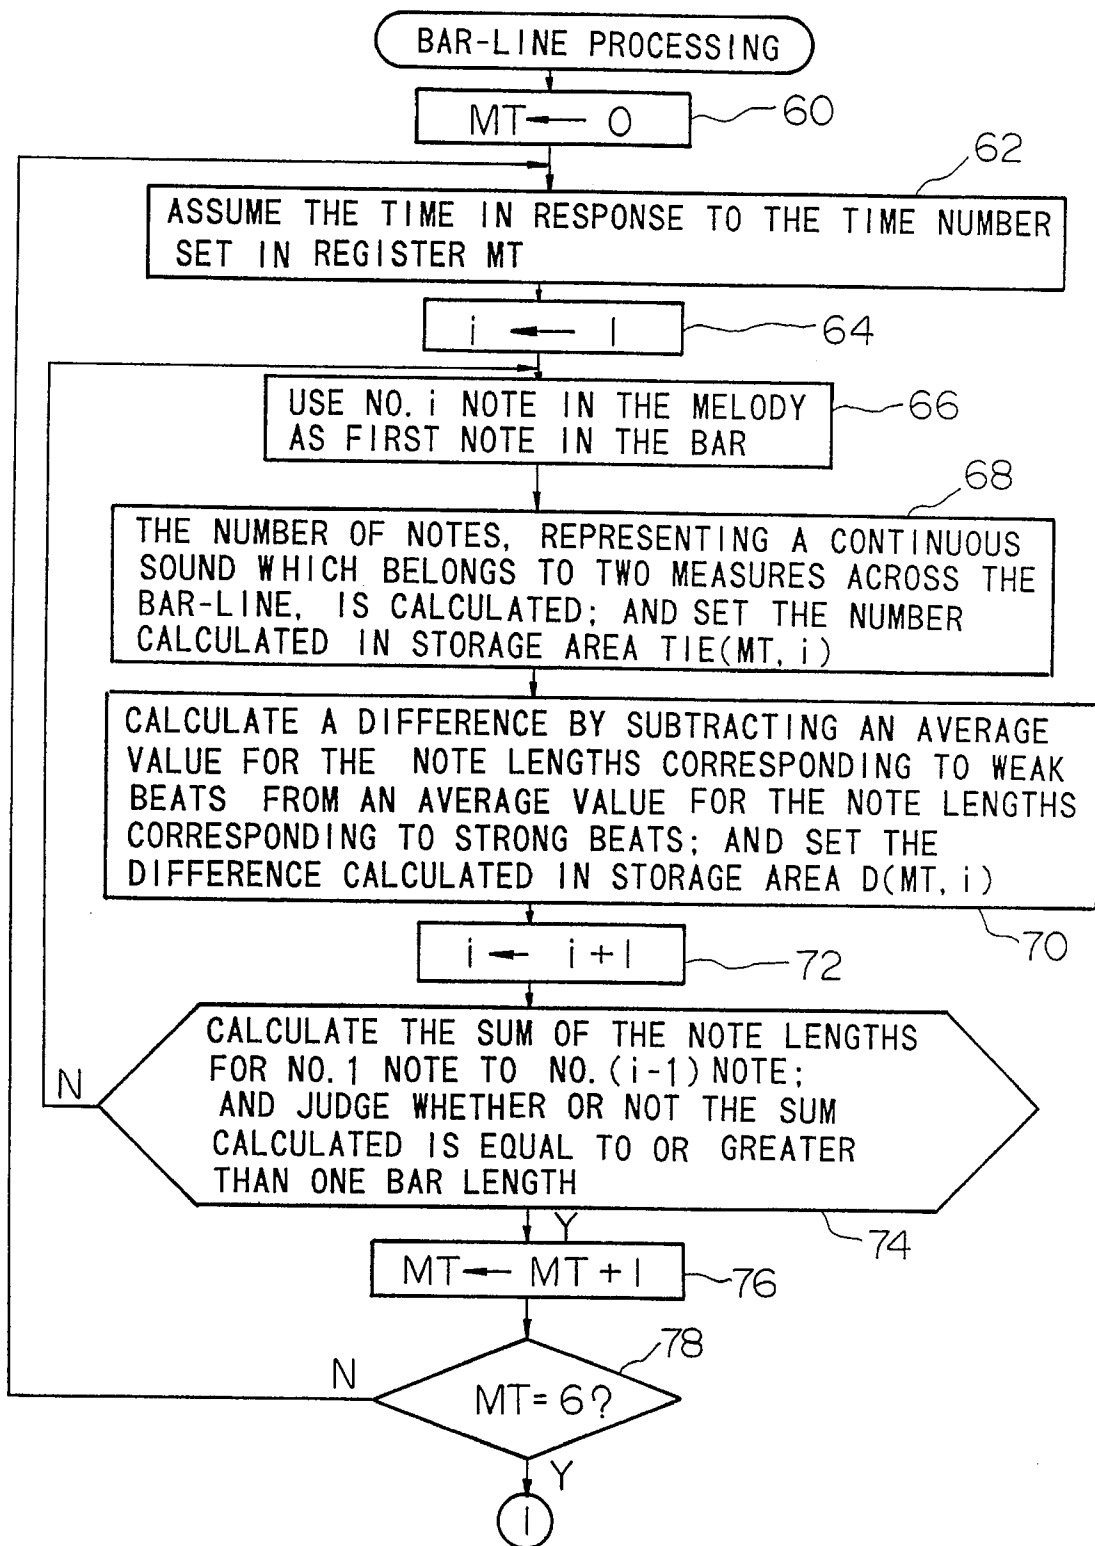 BAR-LINE PROCESSING
MT ← 0
60
62
ASSUME THE TIME IN RESPONSE TO THE TIME NUMBER
SET IN REGISTER MT
i ← 1
64
USE NO. i NOTE IN THE MELODY
AS FIRST NOTE IN THE BAR
66
68
THE NUMBER OF NOTES, REPRESENTING A CONTINUOUS
SOUND WHICH BELONGS TO TWO MEASURES ACROSS THE
BAR-LINE, IS CALCULATED; AND SET THE NUMBER
CALCULATED IN STORAGE AREA TIE(MT, i)
CALCULATE A DIFFERENCE BY SUBTRACTING AN AVERAGE
VALUE FOR THE NOTE LENGTHS CORRESPONDING TO WEAK
BEATS FROM AN AVERAGE VALUE FOR THE NOTE LENGTHS
CORRESPONDING TO STRONG BEATS; AND SET THE
DIFFERENCE CALCULATED IN STORAGE AREA D(MT, i)
70
i ← i + 1
72
CALCULATE THE SUM OF THE NOTE LENGTHS
FOR NO. 1 NOTE TO NO. (i-1) NOTE;
AND JUDGE WHETHER OR NOT THE SUM
CALCULATED IS EQUAL TO OR GREATER
THAN ONE BAR LENGTH
N
74
Y
MT ← MT + 1
76
78
N
MT = 6?
Y
1